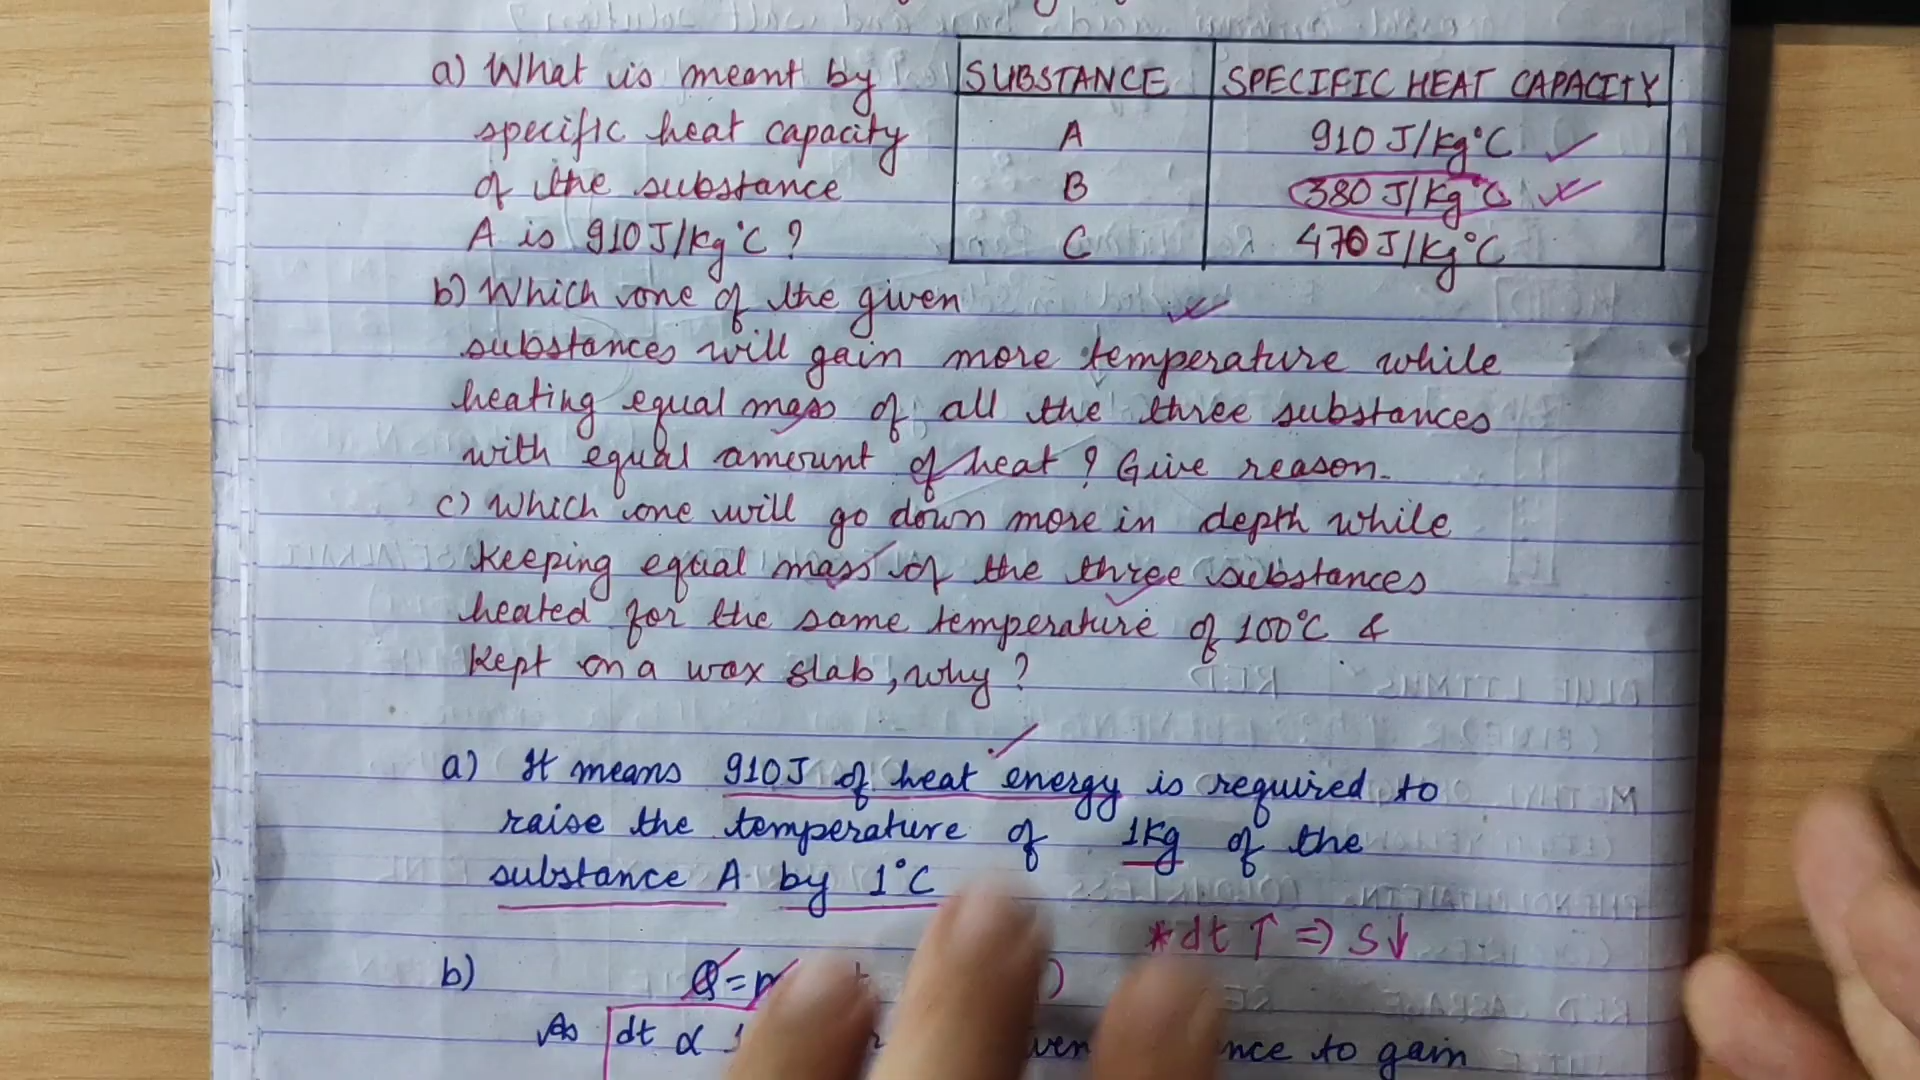 a) What is meant by
specific heat capacity
of the substance
A is 910J/kg°C ?
SUBSTANCE SPECIFIC HEAT CAPACITY
A 910 J/kg°C
B 380 J/kg°C
C 470J/kg°C
b) Which one of the given
substances will gain more temperature while
heating equal mass of all the three substances
with equal amount of heat ? Give reason.
c) Which one will go down more in depth while
keeping equal mass of the three substances
heated for the same temperature of 100°C &
kept on a wax slab, why ?
a) It means 910J of heat energy is required to
raise the temperature of 1kg of the
substance A by 1°C
*dt ↑ => S↓
b) Q=
As dt ∝ to gain